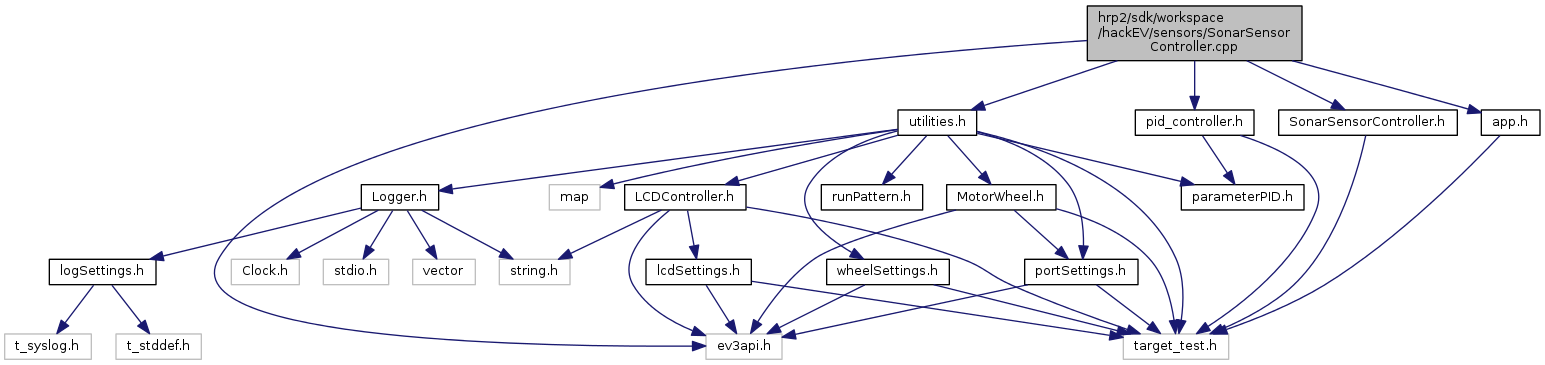 hrp2/sdk/workspace
/hackEV/sensors/SonarSensor
Controller.cpp
utilities.h
pid_controller.h
SonarSensorController.h
app.h
Logger.h
map
LCDController.h
runPattern.h
MotorWheel.h
parameterPID.h
logSettings.h
Clock.h
stdio.h
vector
string.h
lcdSettings.h
wheelSettings.h
portSettings.h
t_syslog.h
t_stddef.h
ev3api.h
target_test.h